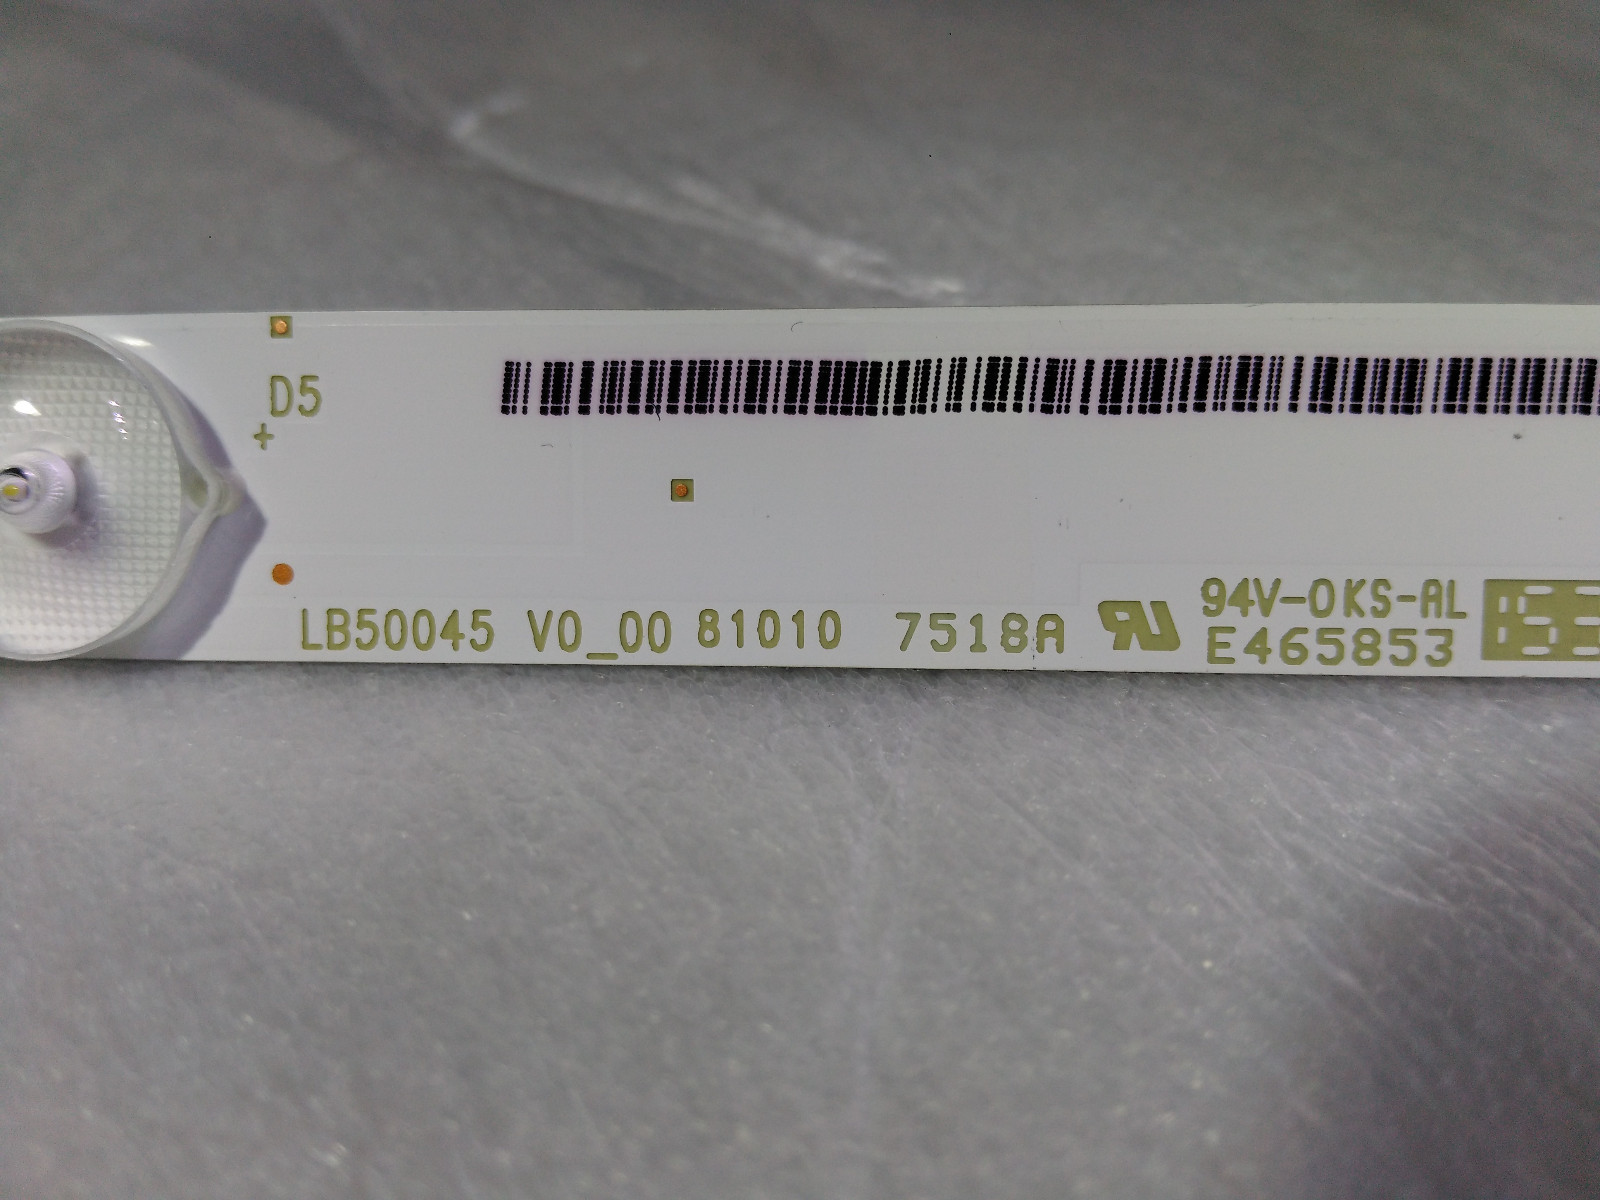 D5
+
LB50045 V0_00 81010 7518A
94V-0KS-AL
E465853